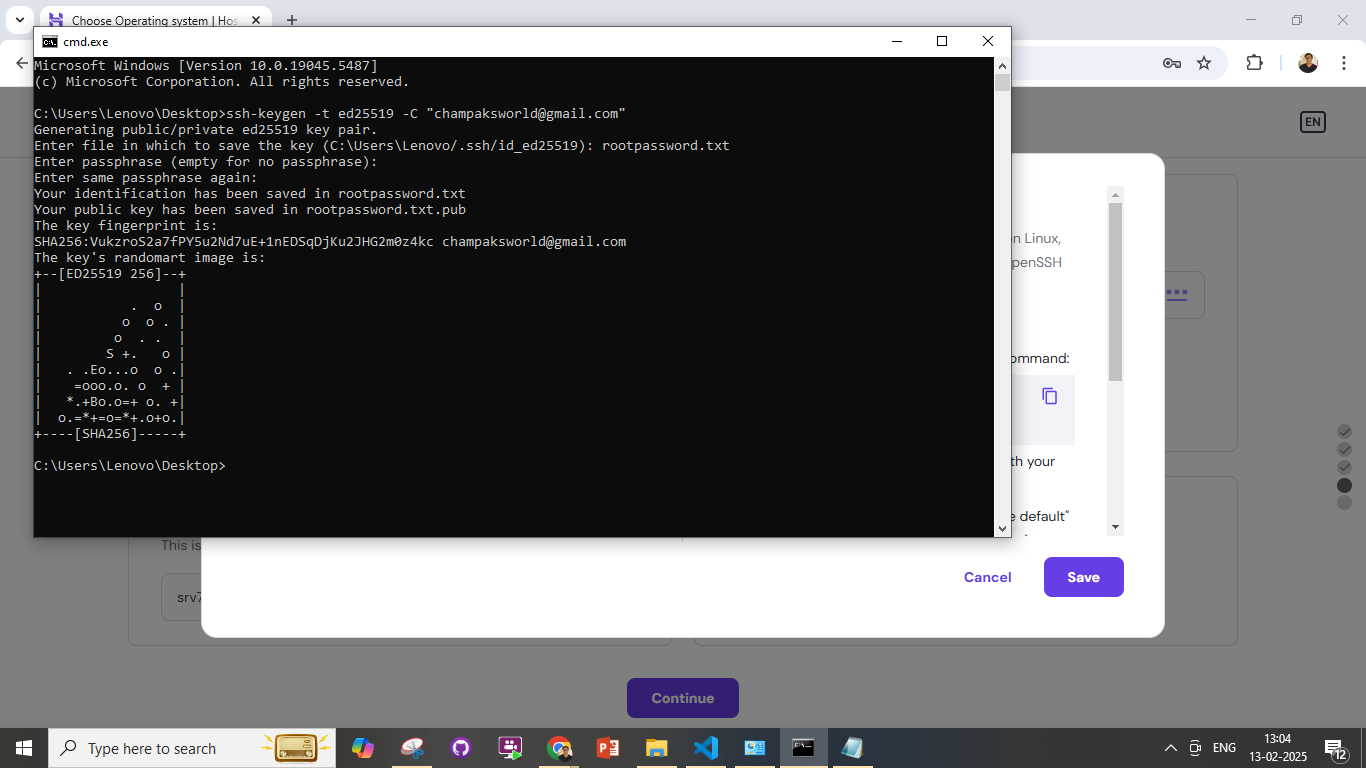 Choose Operating system | Hos
cmd.exe
Microsoft Windows [Version 10.0.19045.5487]
(c) Microsoft Corporation. All rights reserved.
C:\Users\Lenovo\Desktop>ssh-keygen -t ed25519 -C "champaksworld@gmail.com"
Generating public/private ed25519 key pair.
Enter file in which to save the key (C:\Users\Lenovo/.ssh/id_ed25519): rootpassword.txt
Enter passphrase (empty for no passphrase):
Enter same passphrase again:
Your identification has been saved in rootpassword.txt
Your public key has been saved in rootpassword.txt.pub
The key fingerprint is:
SHA256:VukzroS2a7fPY5u2Nd7uE+1nEDSqDjKu2JHG2m0z4kc champaksworld@gmail.com
The key's randomart image is:
+--[ED25519 256]--+
|                 |
|           .  o  |
|          o  o . |
|         o  . .  |
|        S +.   o |
|   . .Eo...o  o .|
|    =ooo.o. o  + |
|   *.+Bo.o=+ o. +|
|  o.=*+=o=*+.o+o.|
+----[SHA256]-----+
C:\Users\Lenovo\Desktop>
EN
n Linux,
penSSH
***
ommand:
th your
e default"
This is
srv7
Cancel
Save
Continue
Type here to search
ENG
13:04
13-02-2025
12